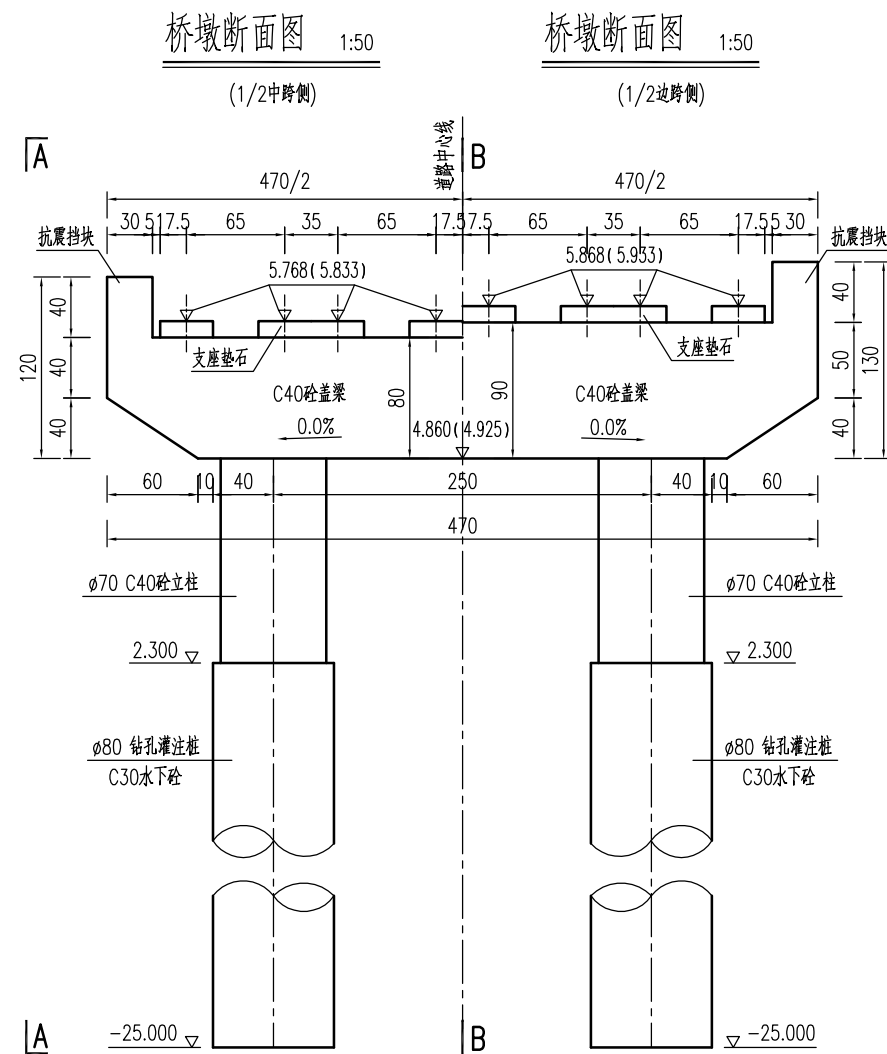 桥墩断面图 1:50
(1/2中跨侧)
桥墩断面图 1:50
(1/2边跨侧)
A
道路中心线
B
470/2
470/2
30 5 17.5 65 35 65 17.5 7.5 65 35 65 17.5 5 30
抗震挡块
抗震挡块
5.768(5.833)
5.868(5.933)
120
40
40
40
支座垫石
支座垫石
40
50
40
130
C40砼盖梁
80
90
C40砼盖梁
0.0%
4.860(4.925)
0.0%
60 10 40 250 40 10 60
470
ø70 C40砼立柱
ø70 C40砼立柱
2.300
2.300
ø80 钻孔灌注桩
C30水下砼
ø80 钻孔灌注桩
C30水下砼
A
-25.000
B
-25.000